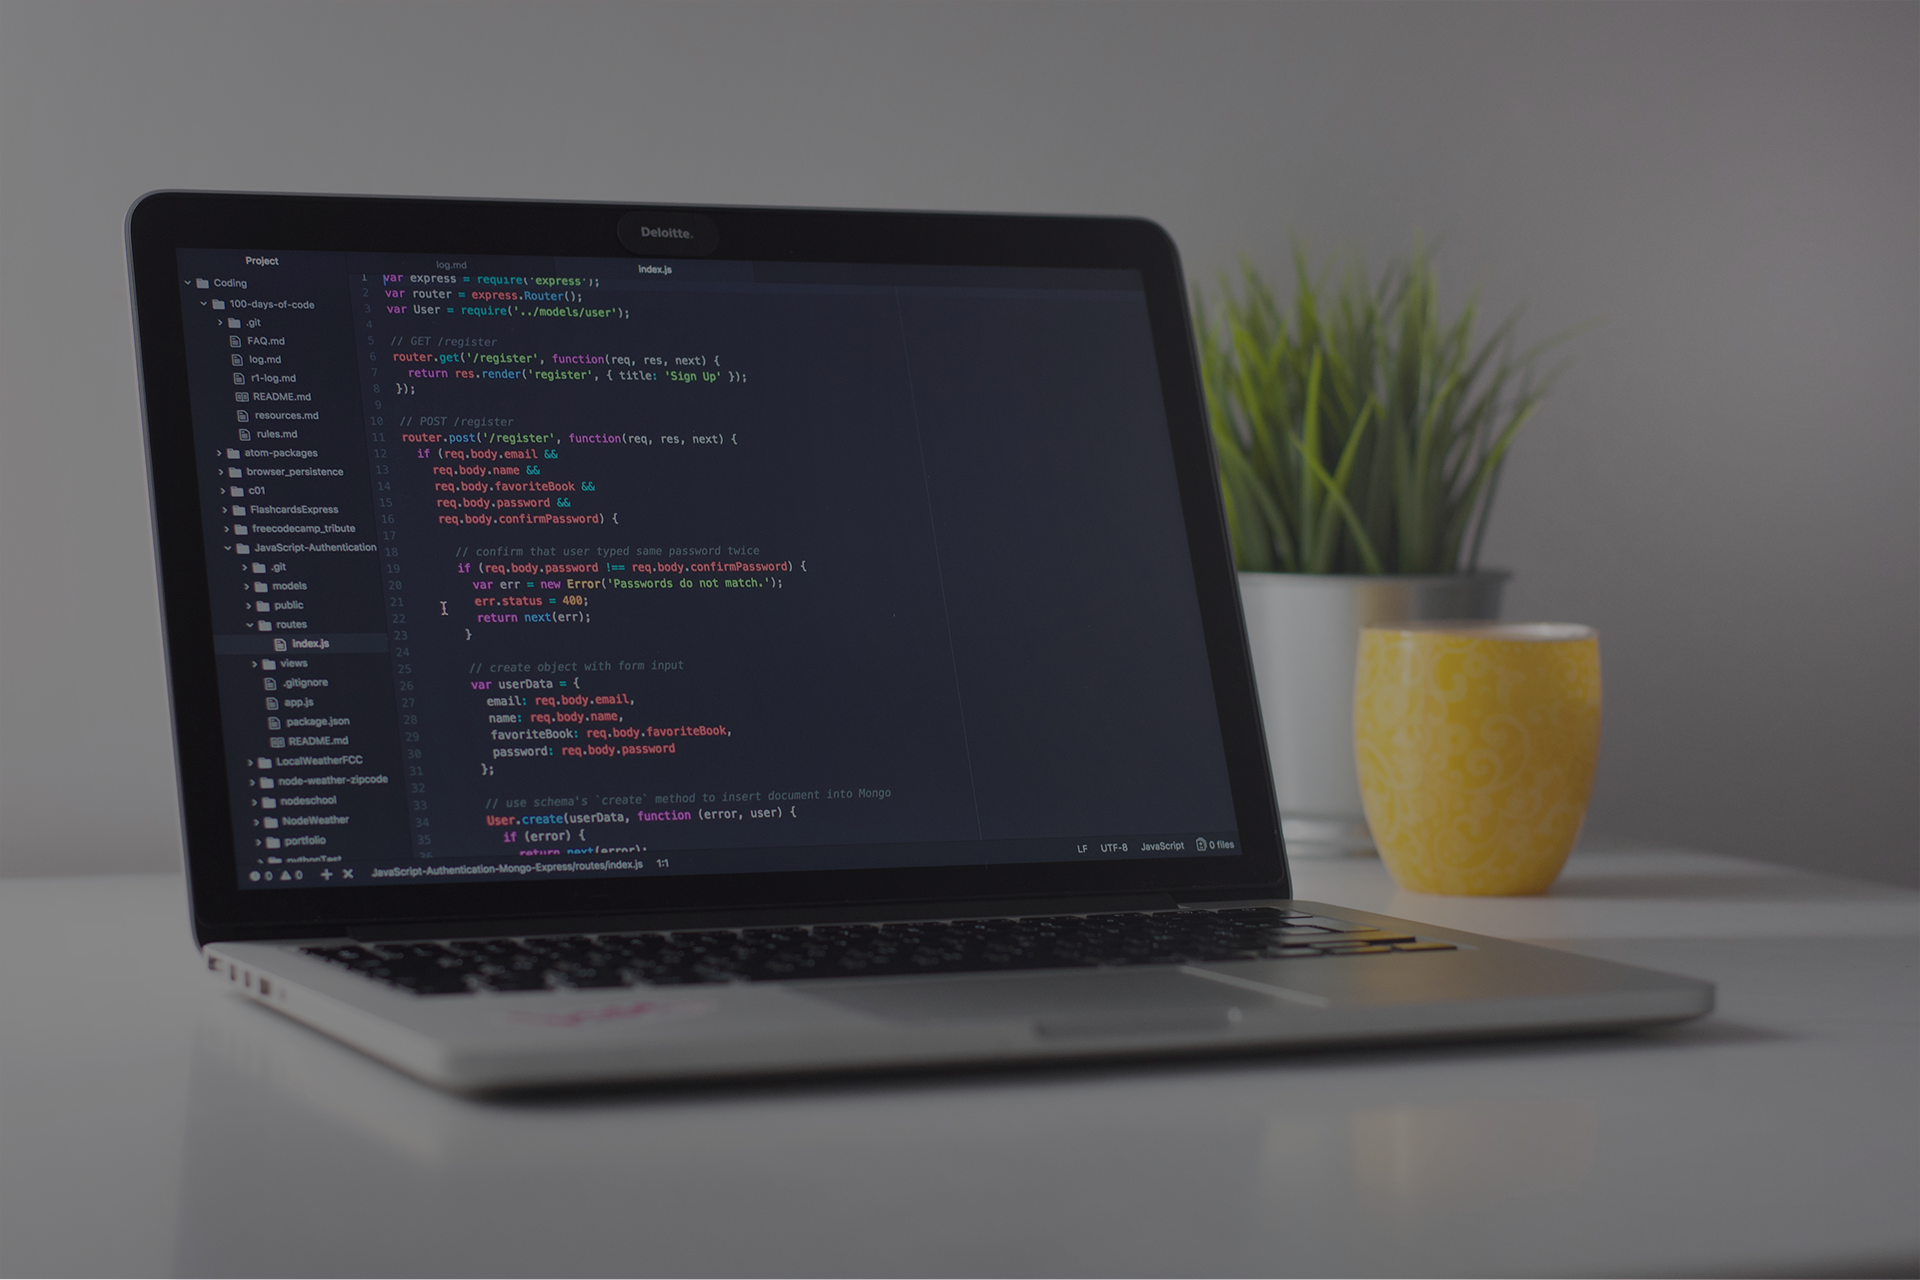 Deloitte.
Project
Coding
100-days-of-code
.git
FAQ.md
log.md
r1-log.md
README.md
resources.md
rules.md
atom-packages
browser_persistence
c01
FlashcardsExpress
freecodecamp_tribute
JavaScript-Authentication
.git
models
public
routes
index.js
views
.gitignore
app.js
package.json
README.md
LocalWeatherFCC
node-weather-zipcode
nodeschool
NodeWeather
portfolio
pythonTest
log.md
index.js
1 var express = require('express');
2 var router = express.Router();
3 var User = require('../models/user');
4
5 // GET /register
6 router.get('/register', function(req, res, next) {
7 return res.render('register', { title: 'Sign Up' });
8 });
9
10 // POST /register
11 router.post('/register', function(req, res, next) {
12 if (req.body.email &&
13 req.body.name &&
14 req.body.favoriteBook &&
15 req.body.password &&
16 req.body.confirmPassword) {
17
18 // confirm that user typed same password twice
19 if (req.body.password !== req.body.confirmPassword) {
20 var err = new Error('Passwords do not match.');
21 err.status = 400;
22 return next(err);
23 }
24
25 // create object with form input
26 var userData = {
27 email: req.body.email,
28 name: req.body.name,
29 favoriteBook: req.body.favoriteBook,
30 password: req.body.password
31 };
32
33 // use schema's `create` method to insert document into Mongo
34 User.create(userData, function (error, user) {
35 if (error) {
36 return next(error);
0 0 + × JavaScript-Authentication-Mongo-Express/routes/index.js 1:1 LF UTF-8 JavaScript 0 files